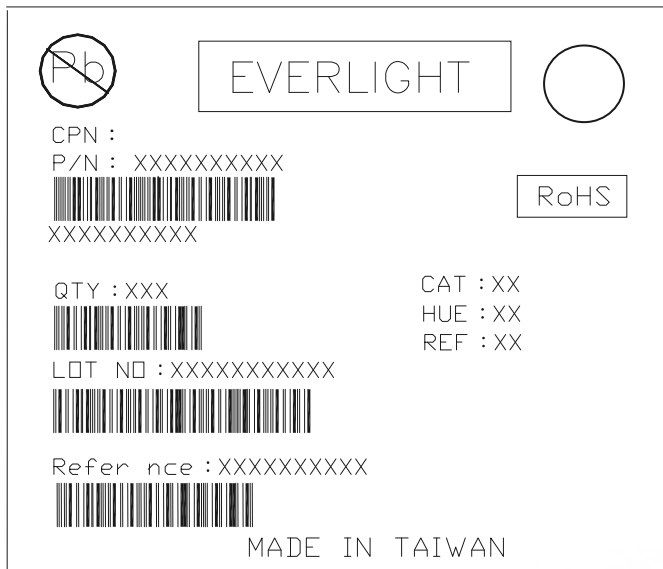 Pb
EVERLIGHT
CPN :
P/N : XXXXXXXXXX
XXXXXXXXXX
RoHS
QTY : XXX
CAT : XX
HUE : XX
REF : XX
LOT NO : XXXXXXXXXXX
Refer nce : XXXXXXXXXX
MADE IN TAIWAN